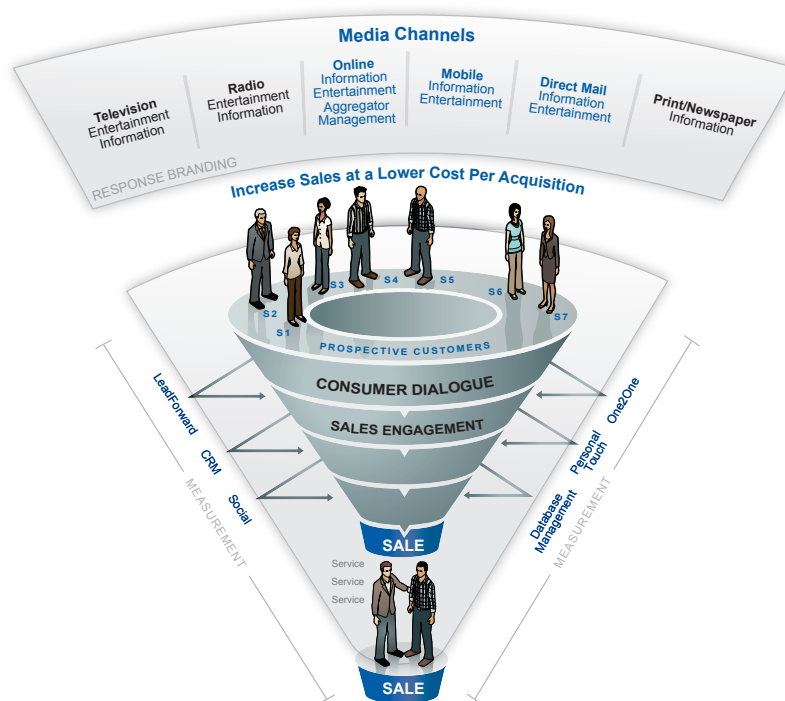 Media Channels
Television
Entertainment
Information
Radio
Entertainment
Information
Online
Information
Entertainment
Aggregator
Management
Mobile
Information
Entertainment
Direct Mail
Information
Entertainment
Print/Newspaper
Information
RESPONSE BRANDING
Increase Sales at a Lower Cost Per Acquisition
S1
S2
S3
S4
S5
S6
S7
PROSPECTIVE CUSTOMERS
CONSUMER DIALOGUE
SALES ENGAGEMENT
LeadForward
CRM
Social
MEASUREMENT
One2One
Personal
Touch
Database
Management
MEASUREMENT
SALE
Service
Service
Service
SALE